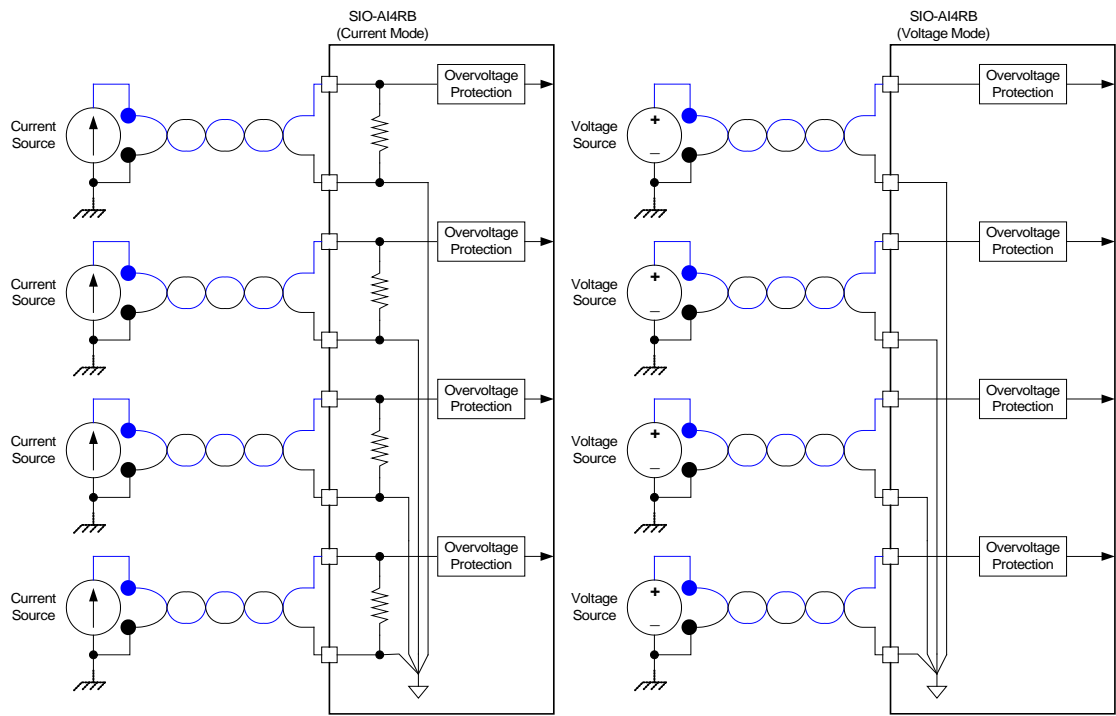 SIO-AI4RB
(Current Mode)
Overvoltage
Protection
Current
Source
Overvoltage
Protection
Current
Source
Overvoltage
Protection
Current
Source
Overvoltage
Protection
Current
Source
SIO-AI4RB
(Voltage Mode)
Overvoltage
Protection
Voltage
Source
+
_
Overvoltage
Protection
Voltage
Source
+
_
Overvoltage
Protection
Voltage
Source
+
_
Overvoltage
Protection
Voltage
Source
+
_